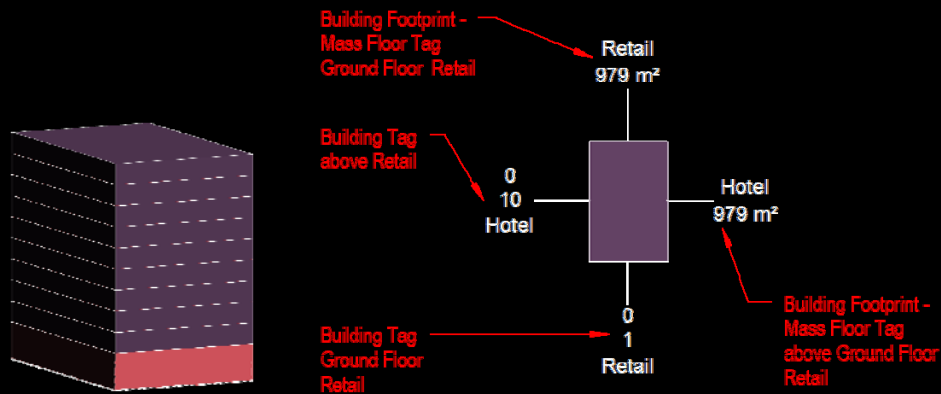 Building Footprint -
Mass Floor Tag
Ground Floor Retail
Retail
979 m²
Building Tag
above Retail
0
10
Hotel
Hotel
979 m²
Building Tag
Ground Floor
Retail
0
1
Retail
Building Footprint -
Mass Floor Tag
above Ground Floor
Retail